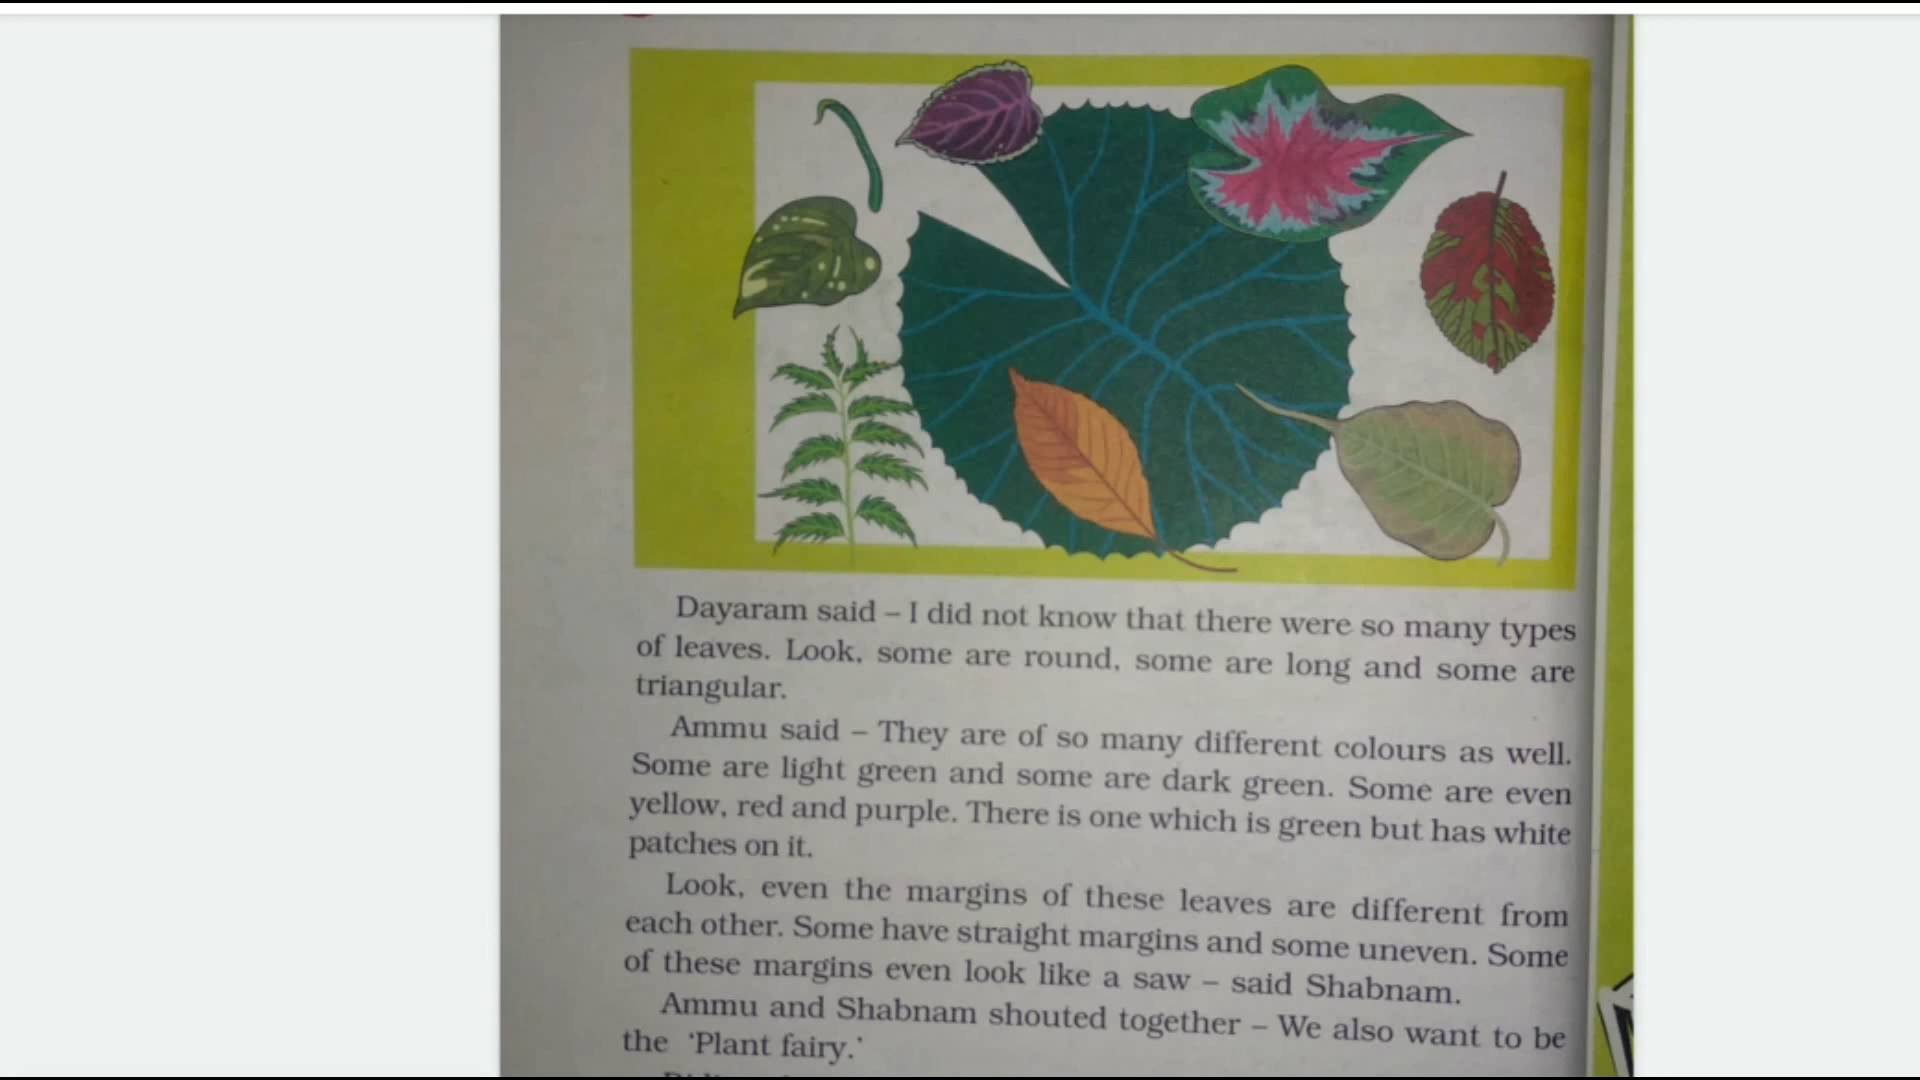 Dayaram said – I did not know that there were so many types
of leaves. Look, some are round, some are long and some are
triangular.
Ammu said – They are of so many different colours as well.
Some are light green and some are dark green. Some are even
yellow, red and purple. There is one which is green but has white
patches on it.
Look, even the margins of these leaves are different from
each other. Some have straight margins and some uneven. Some
of these margins even look like a saw – said Shabnam.
Ammu and Shabnam shouted together – We also want to be
the 'Plant fairy.'